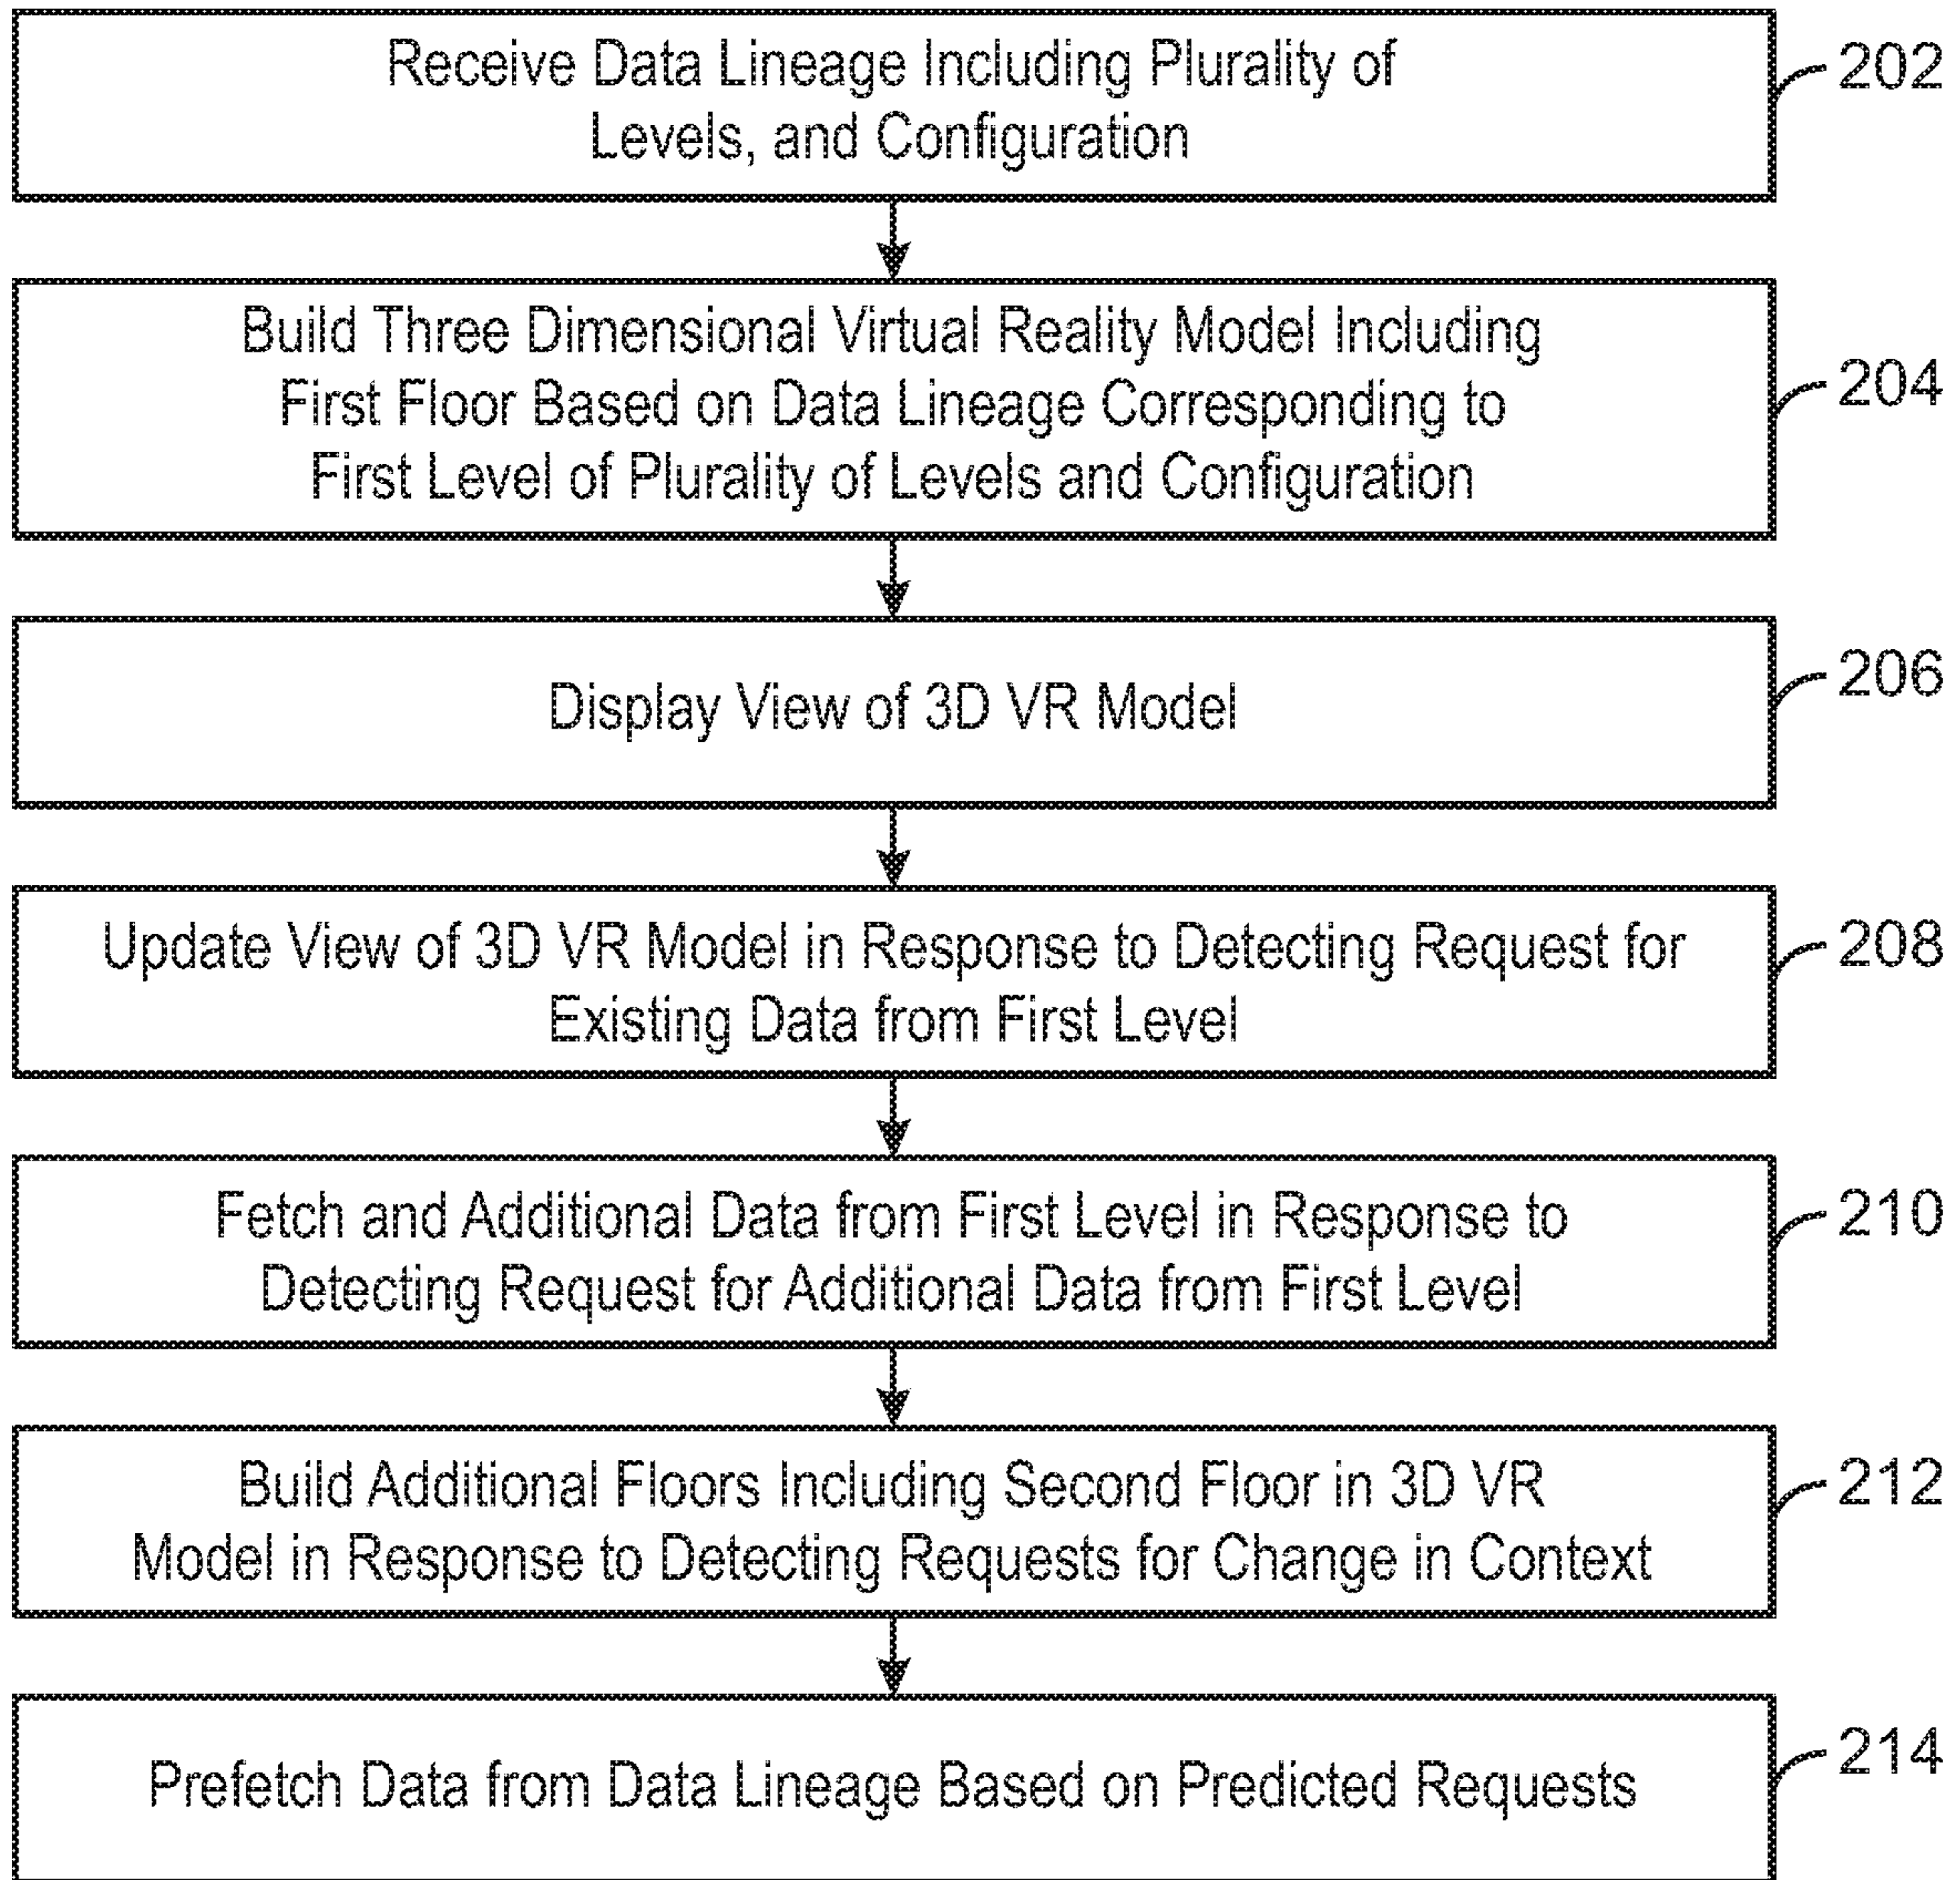 Receive Data Lineage Including Plurality of
Levels, and Configuration
202
Build Three Dimensional Virtual Reality Model Including
First Floor Based on Data Lineage Corresponding to
First Level of Plurality of Levels and Configuration
204
Display View of 3D VR Model
206
Update View of 3D VR Model in Response to Detecting Request for
Existing Data from First Level
208
Fetch and Additional Data from First Level in Response to
Detecting Request for Additional Data from First Level
210
Build Additional Floors Including Second Floor in 3D VR
Model in Response to Detecting Requests for Change in Context
212
Prefetch Data from Data Lineage Based on Predicted Requests
214